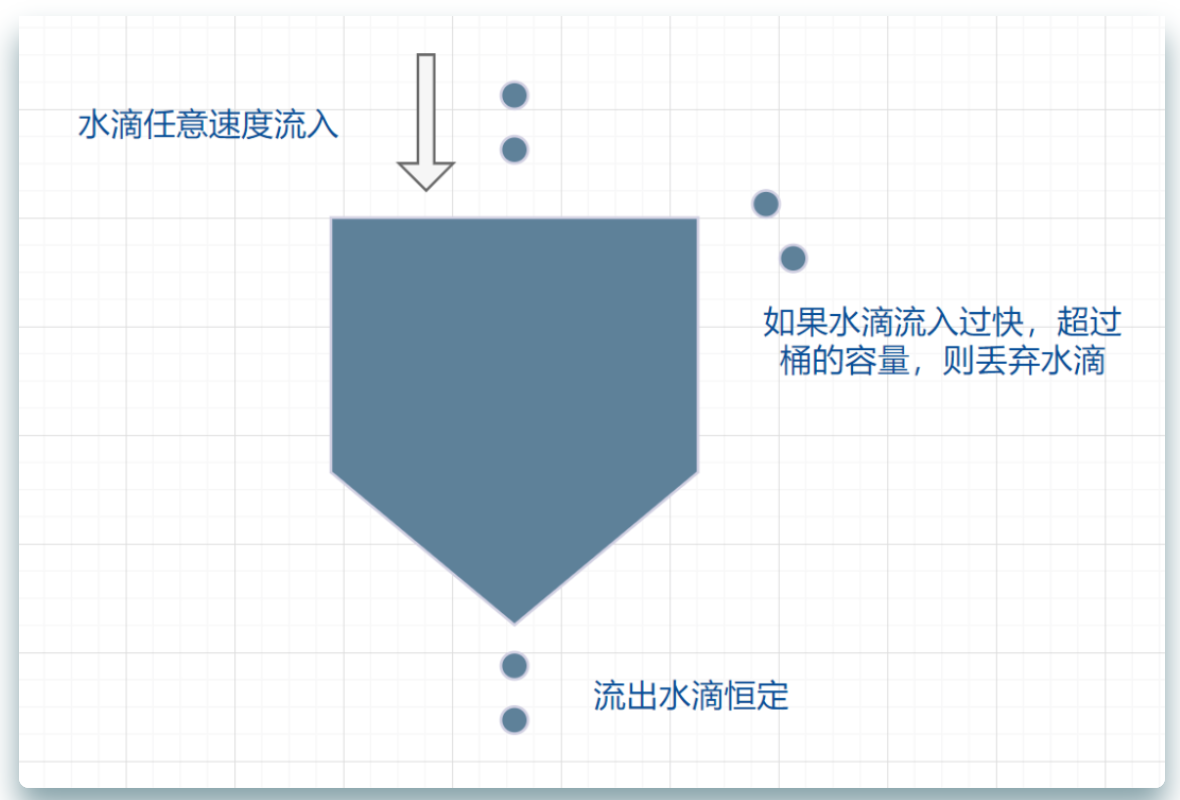 水滴任意速度流入
如果水滴流入过快，超过
桶的容量，则丢弃水滴
流出水滴恒定